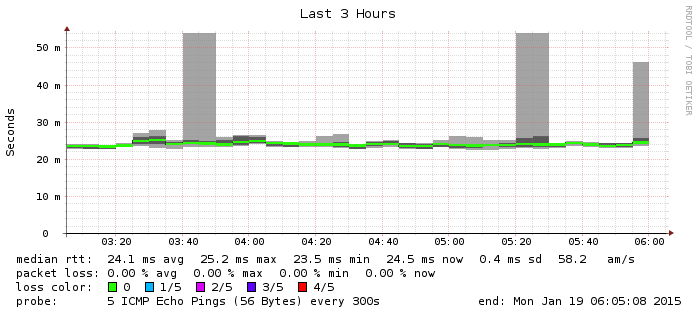 Last 3 Hours
RRDTOOL / TOBI OETIKER
Seconds
50 m
40 m
30 m
20 m
10 m
0
03:20 03:40 04:00 04:20 04:40 05:00 05:20 05:40 06:00
median rtt: 24.1 ms avg 25.2 ms max 23.5 ms min 24.5 ms now 0.4 ms sd 58.2 am/s
packet loss: 0.00 % avg 0.00 % max 0.00 % min 0.00 % now
loss color: 0 1/5 2/5 3/5 4/5
probe: 5 ICMP Echo Pings (56 Bytes) every 300s end: Mon Jan 19 06:05:08 2015